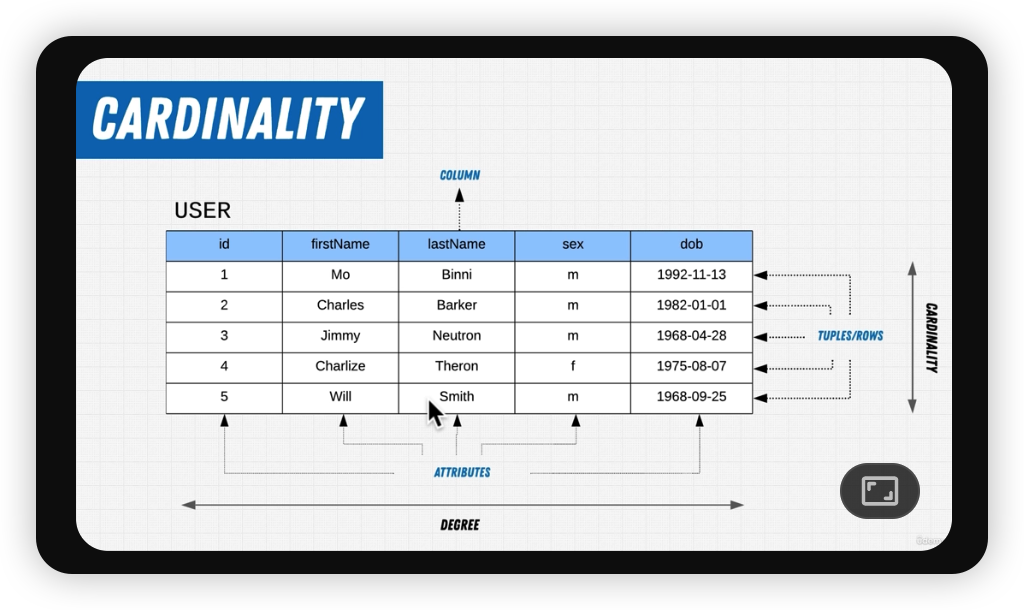 CARDINALITY
COLUMN
USER
id firstName lastName sex dob
1 Mo Binni m 1992-11-13
2 Charles Barker m 1982-01-01
3 Jimmy Neutron m 1968-04-28
4 Charlize Theron f 1975-08-07
5 Will Smith m 1968-09-25
TUPLES/ROWS
CARDINALITY
ATTRIBUTES
DEGREE